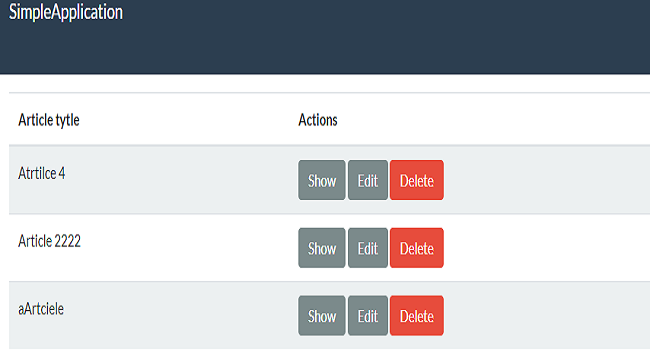 SimpleApplication
Article tytle Actions
Atrtilce 4 Show Edit Delete
Article 2222 Show Edit Delete
aArtciele Show Edit Delete